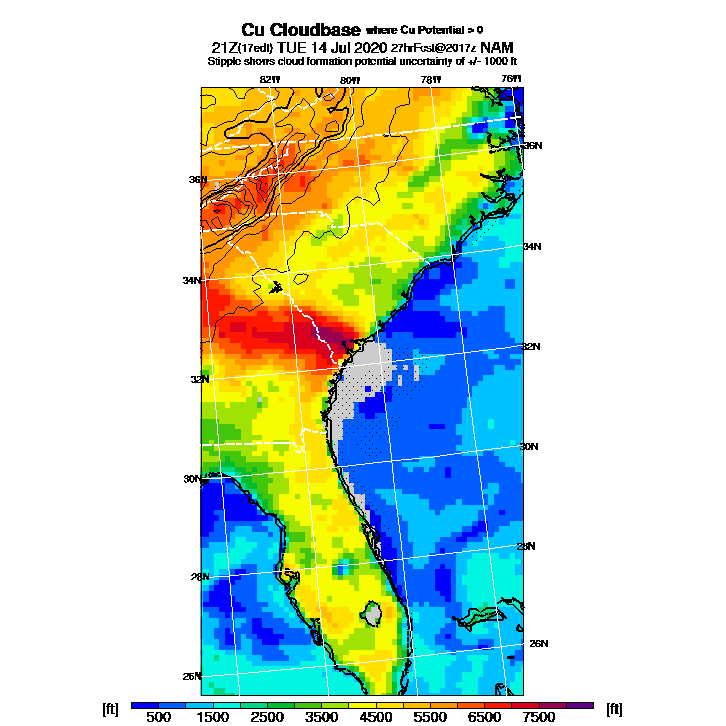 Cu Cloudbase where Cu Potential > 0
21Z(17edt) TUE 14 Jul 2020 27hrFcst@2017z NAM
Stipple shows cloud formation potential uncertainty of +/- 1000 ft
82W 80W 78W 76W
36N
36N
34N
34N
32N
32N
30N
30N
28N
28N
26N
26N
[ft] [ft]
500 1500 2500 3500 4500 5500 6500 7500